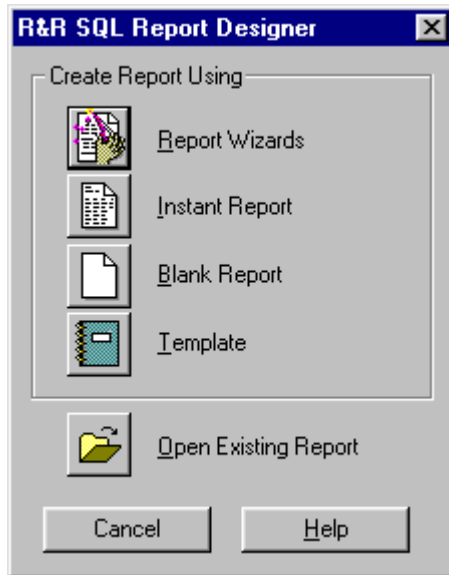 R&R SQL Report Designer
Create Report Using
Report Wizards
Instant Report
Blank Report
Template
Open Existing Report
Cancel
Help